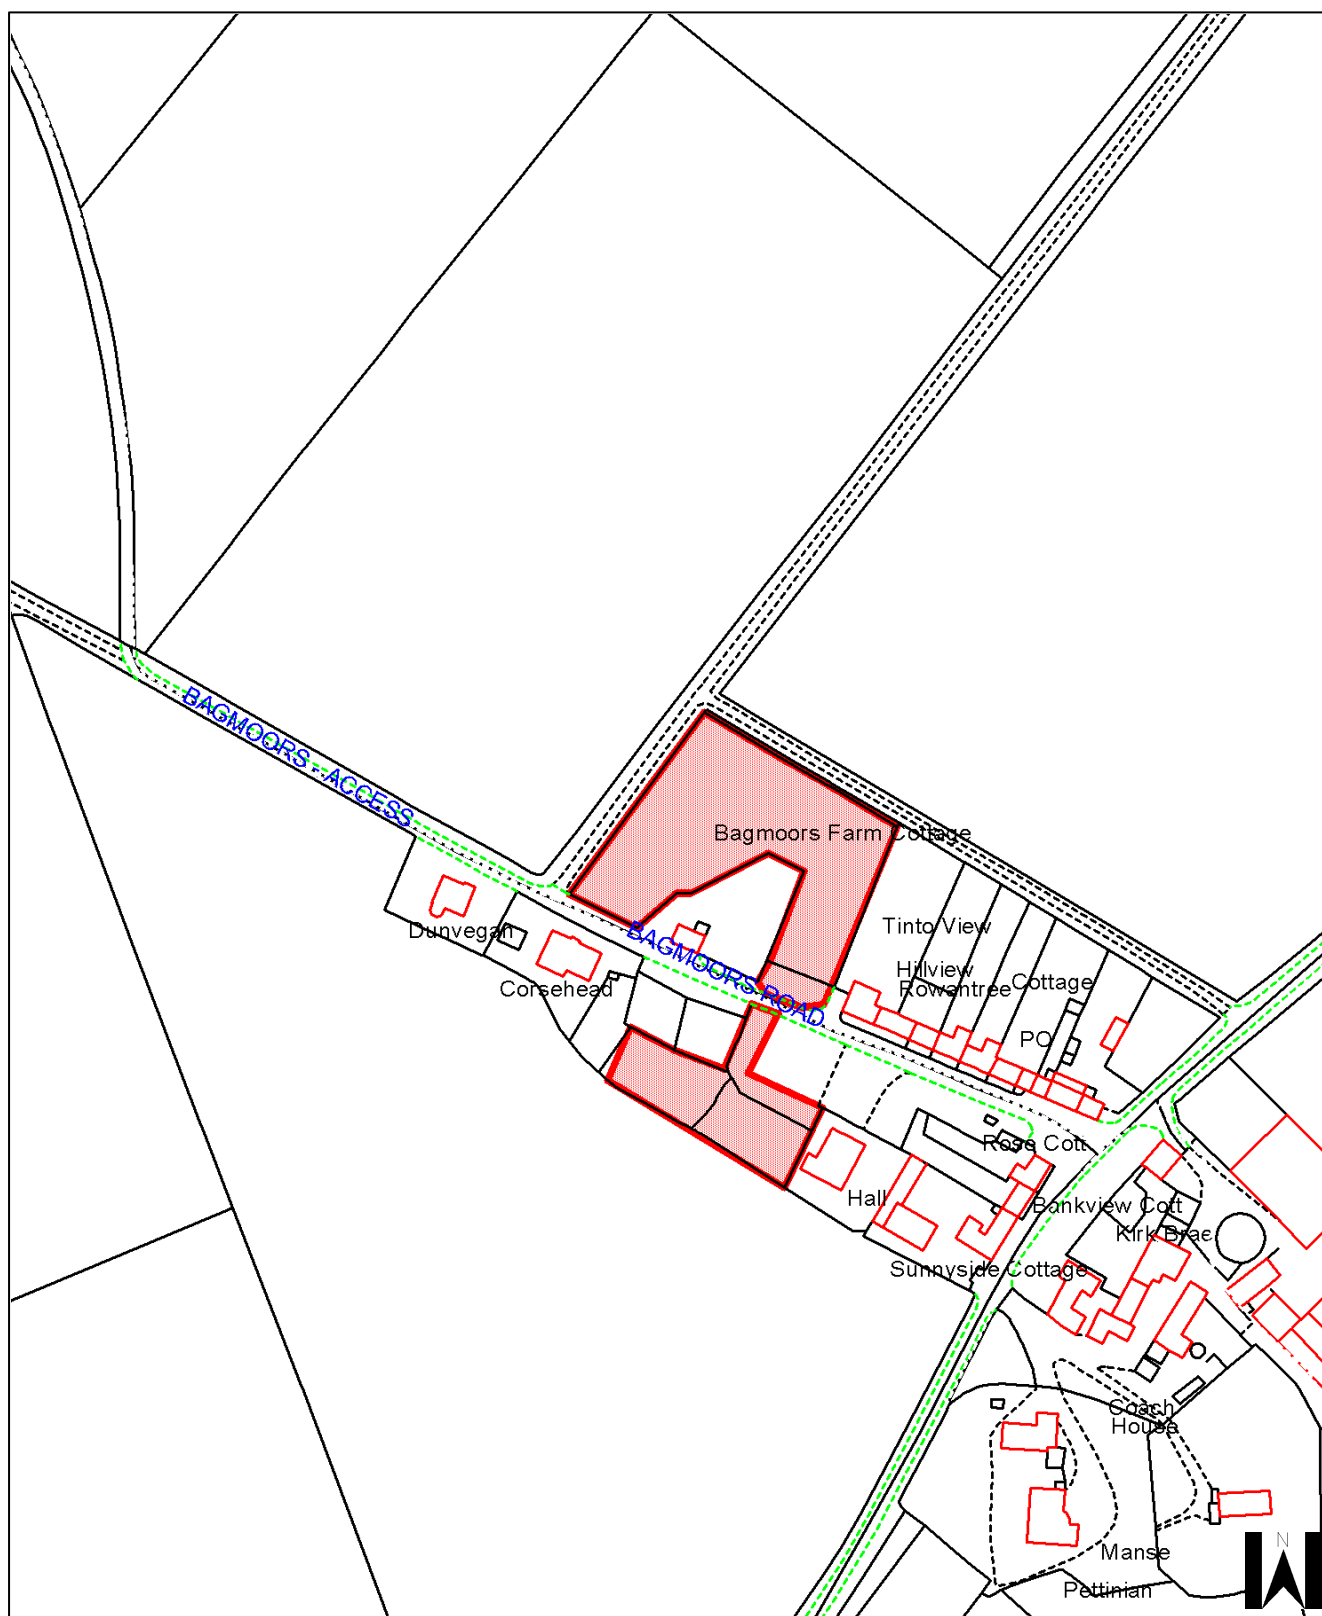 BAGMOORS - ACCESS
Bagmoors Farm Cottage
Tinto View
Dunvegan
BAGMOORS ROAD
Hillview
Cottage
Corsehead
Rowantree
PO
Rose Cott
Hall
Bankview Cott
Kirk Brae
Sunnyside Cottage
Coach
House
Manse
Pettinian
N